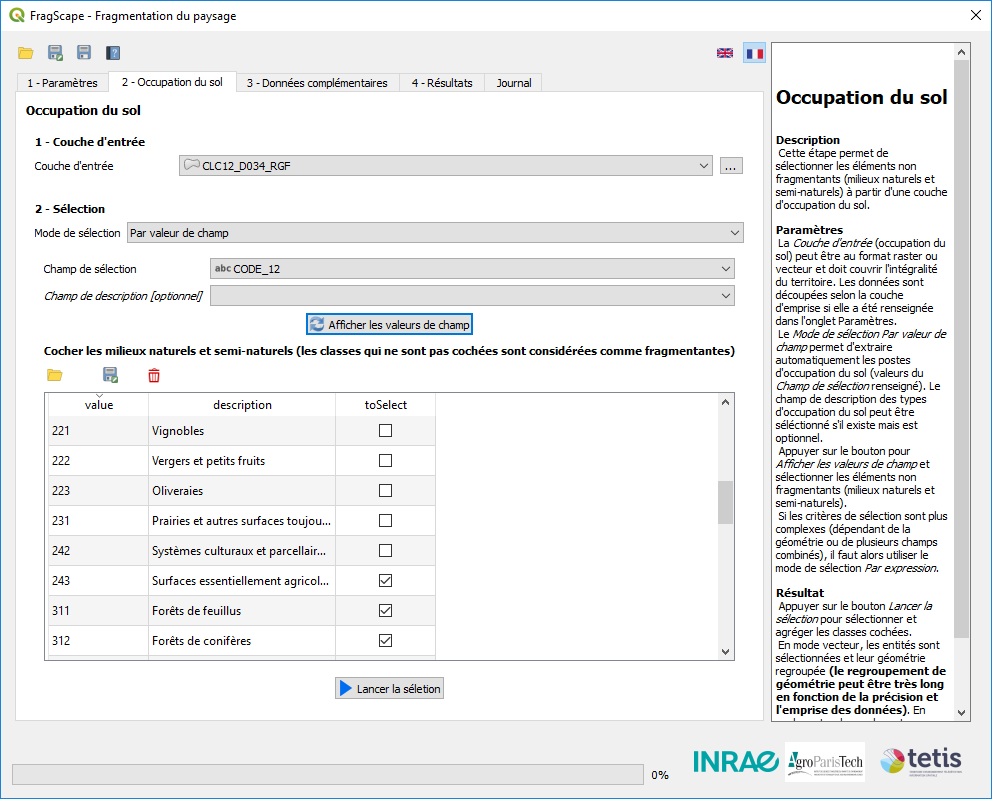 FragScape - Fragmentation du paysage
1 - Paramètres
2 - Occupation du sol
3 - Données complémentaires
4 - Résultats
Journal
Occupation du sol
1 - Couche d'entrée
Couche d'entrée
CLC12_D034_RGF
...
2 - Sélection
Mode de sélection
Par valeur de champ
Champ de sélection
abc CODE_12
Champ de description [optionnel]
Afficher les valeurs de champ
Cocher les milieux naturels et semi-naturels (les classes qui ne sont pas cochées sont considérées comme fragmentantes)
value description toSelect
221 Vignobles
222 Vergers et petits fruits
223 Oliveraies
231 Prairies et autres surfaces toujou...
242 Systèmes culturaux et parcellair...
243 Surfaces essentiellement agricol...
311 Forêts de feuillus
312 Forêts de conifères
Lancer la séletion
Occupation du sol
Description
Cette étape permet de
sélectionner les éléments non
fragmentants (milieux naturels et
semi-naturels) à partir d'une couche
d'occupation du sol.
Paramètres
La Couche d'entrée (occupation du
sol) peut être au format raster ou
vecteur et doit couvrir l'intégralité
du territoire. Les données sont
découpées selon la couche
d'emprise si elle a été renseignée
dans l'onglet Paramètres.
Le Mode de sélection Par valeur de
champ permet d'extraire
automatiquement les postes
d'occupation du sol (valeurs du
Champ de sélection renseigné). Le
champ de description des types
d'occupation du sol peut être
séléctionné s'il existe mais est
optionnel.
Appuyer sur le bouton pour
Afficher les valeurs de champ et
sélectionner les éléments non
fragmentants (milieux naturels et
semi-naturels).
Si les critères de sélection sont plus
complexes (dépendant de la
géométrie ou de plusieurs champs
combinés), il faut alors utiliser le
mode de sélection Par expression.
Résultat
Appuyer sur le bouton Lancer la
sélection pour sélectionner et
agréger les classes cochées.
En mode vecteur, les entités sont
sélectionnées et leur géométrie
regroupée (le regroupement de
géométrie peut être très long
en fonction de la précision et
l'emprise des données). En
0%
INRAE
AgroParisTech
tetis